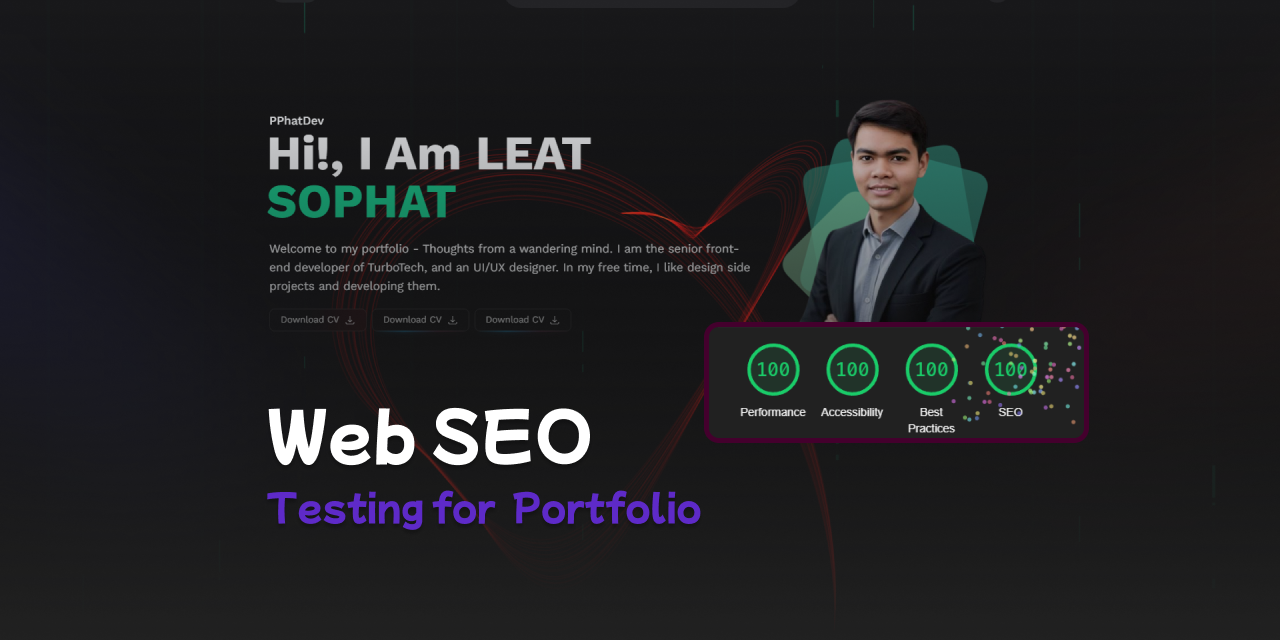 PPhatDev
Hi!, I Am LEAT
SOPHAT
Welcome to my portfolio - Thoughts from a wandering mind. I am the senior front-
end developer of TurboTech, and an UI/UX designer. In my free time, I like design side
projects and developing them.
Download CV
Download CV
Download CV
100
100
100
100
Performance
Accessibility
Best
Practices
SEO
Web SEO
Testing for Portfolio